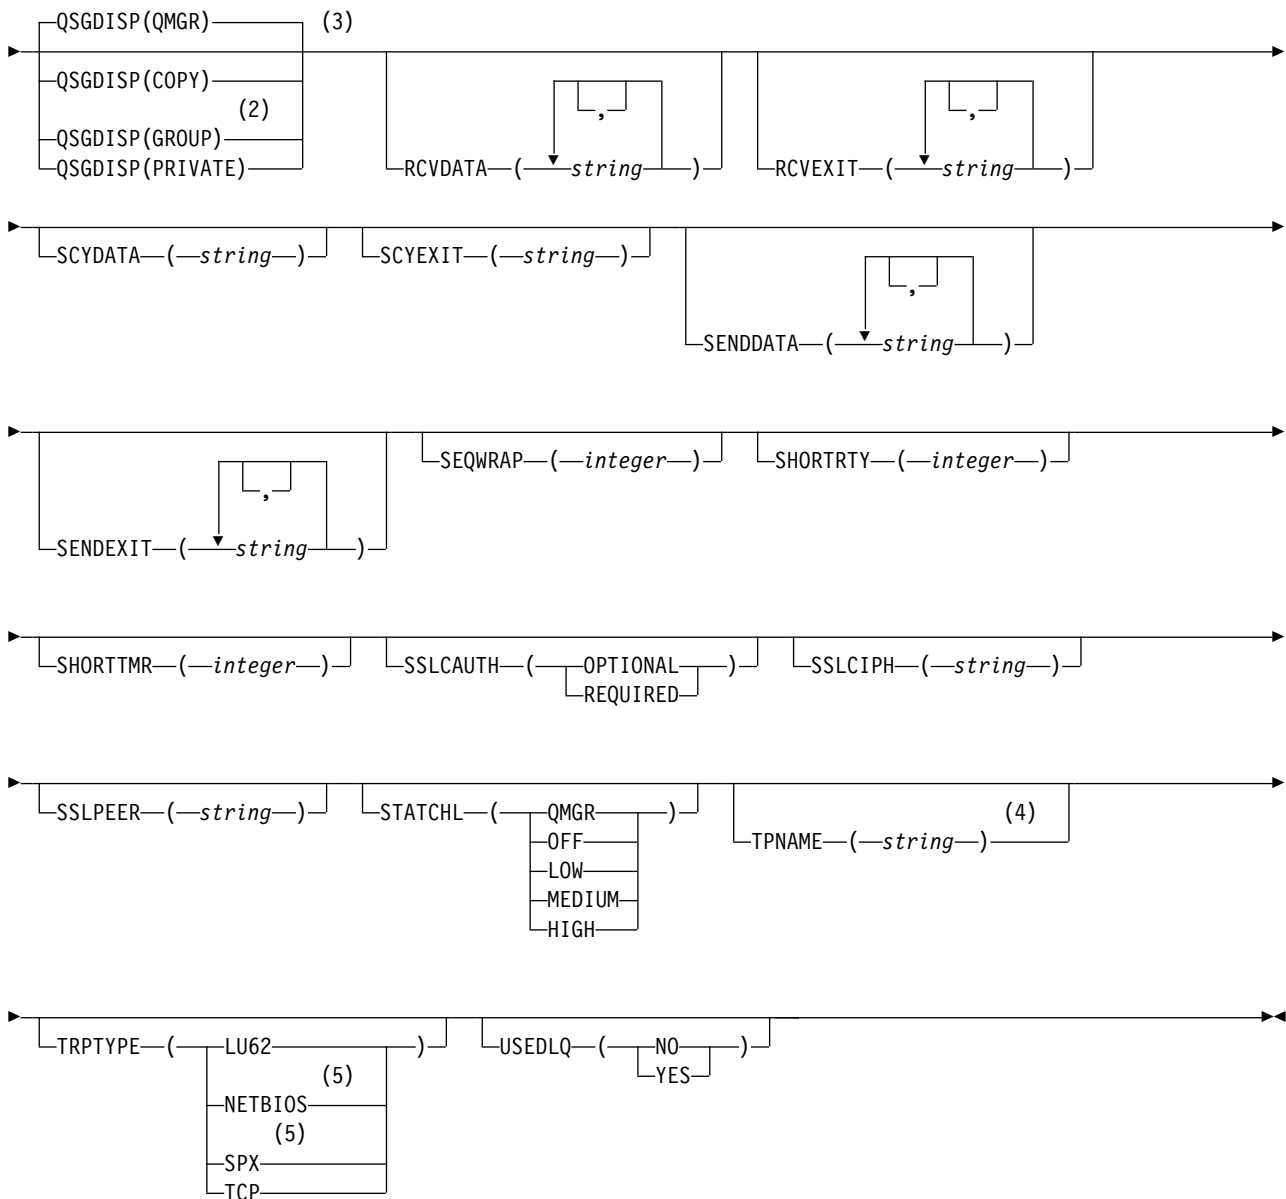 QSGDISP(QMGR) (3)
QSGDISP(COPY)
(2)
QSGDISP(GROUP)
QSGDISP(PRIVATE)
,
RCVDATA ( string )
,
RCVEXIT ( string )
SCYDATA ( string )
SCYEXIT ( string )
,
SENDDATA ( string )
,
SENDEXIT ( string )
SEQWRAP ( integer )
SHORTRTY ( integer )
SHORTTMR ( integer )
SSLCAUTH ( OPTIONAL )
REQUIRED
SSLCIPH ( string )
SSLPEER ( string )
STATCHL ( QMGR )
OFF
LOW
MEDIUM
HIGH
(4)
TPNAME ( string )
TRPTYPE ( LU62 )
(5)
NETBIOS
(5)
SPX
TCP
USEDLQ ( NO )
YES